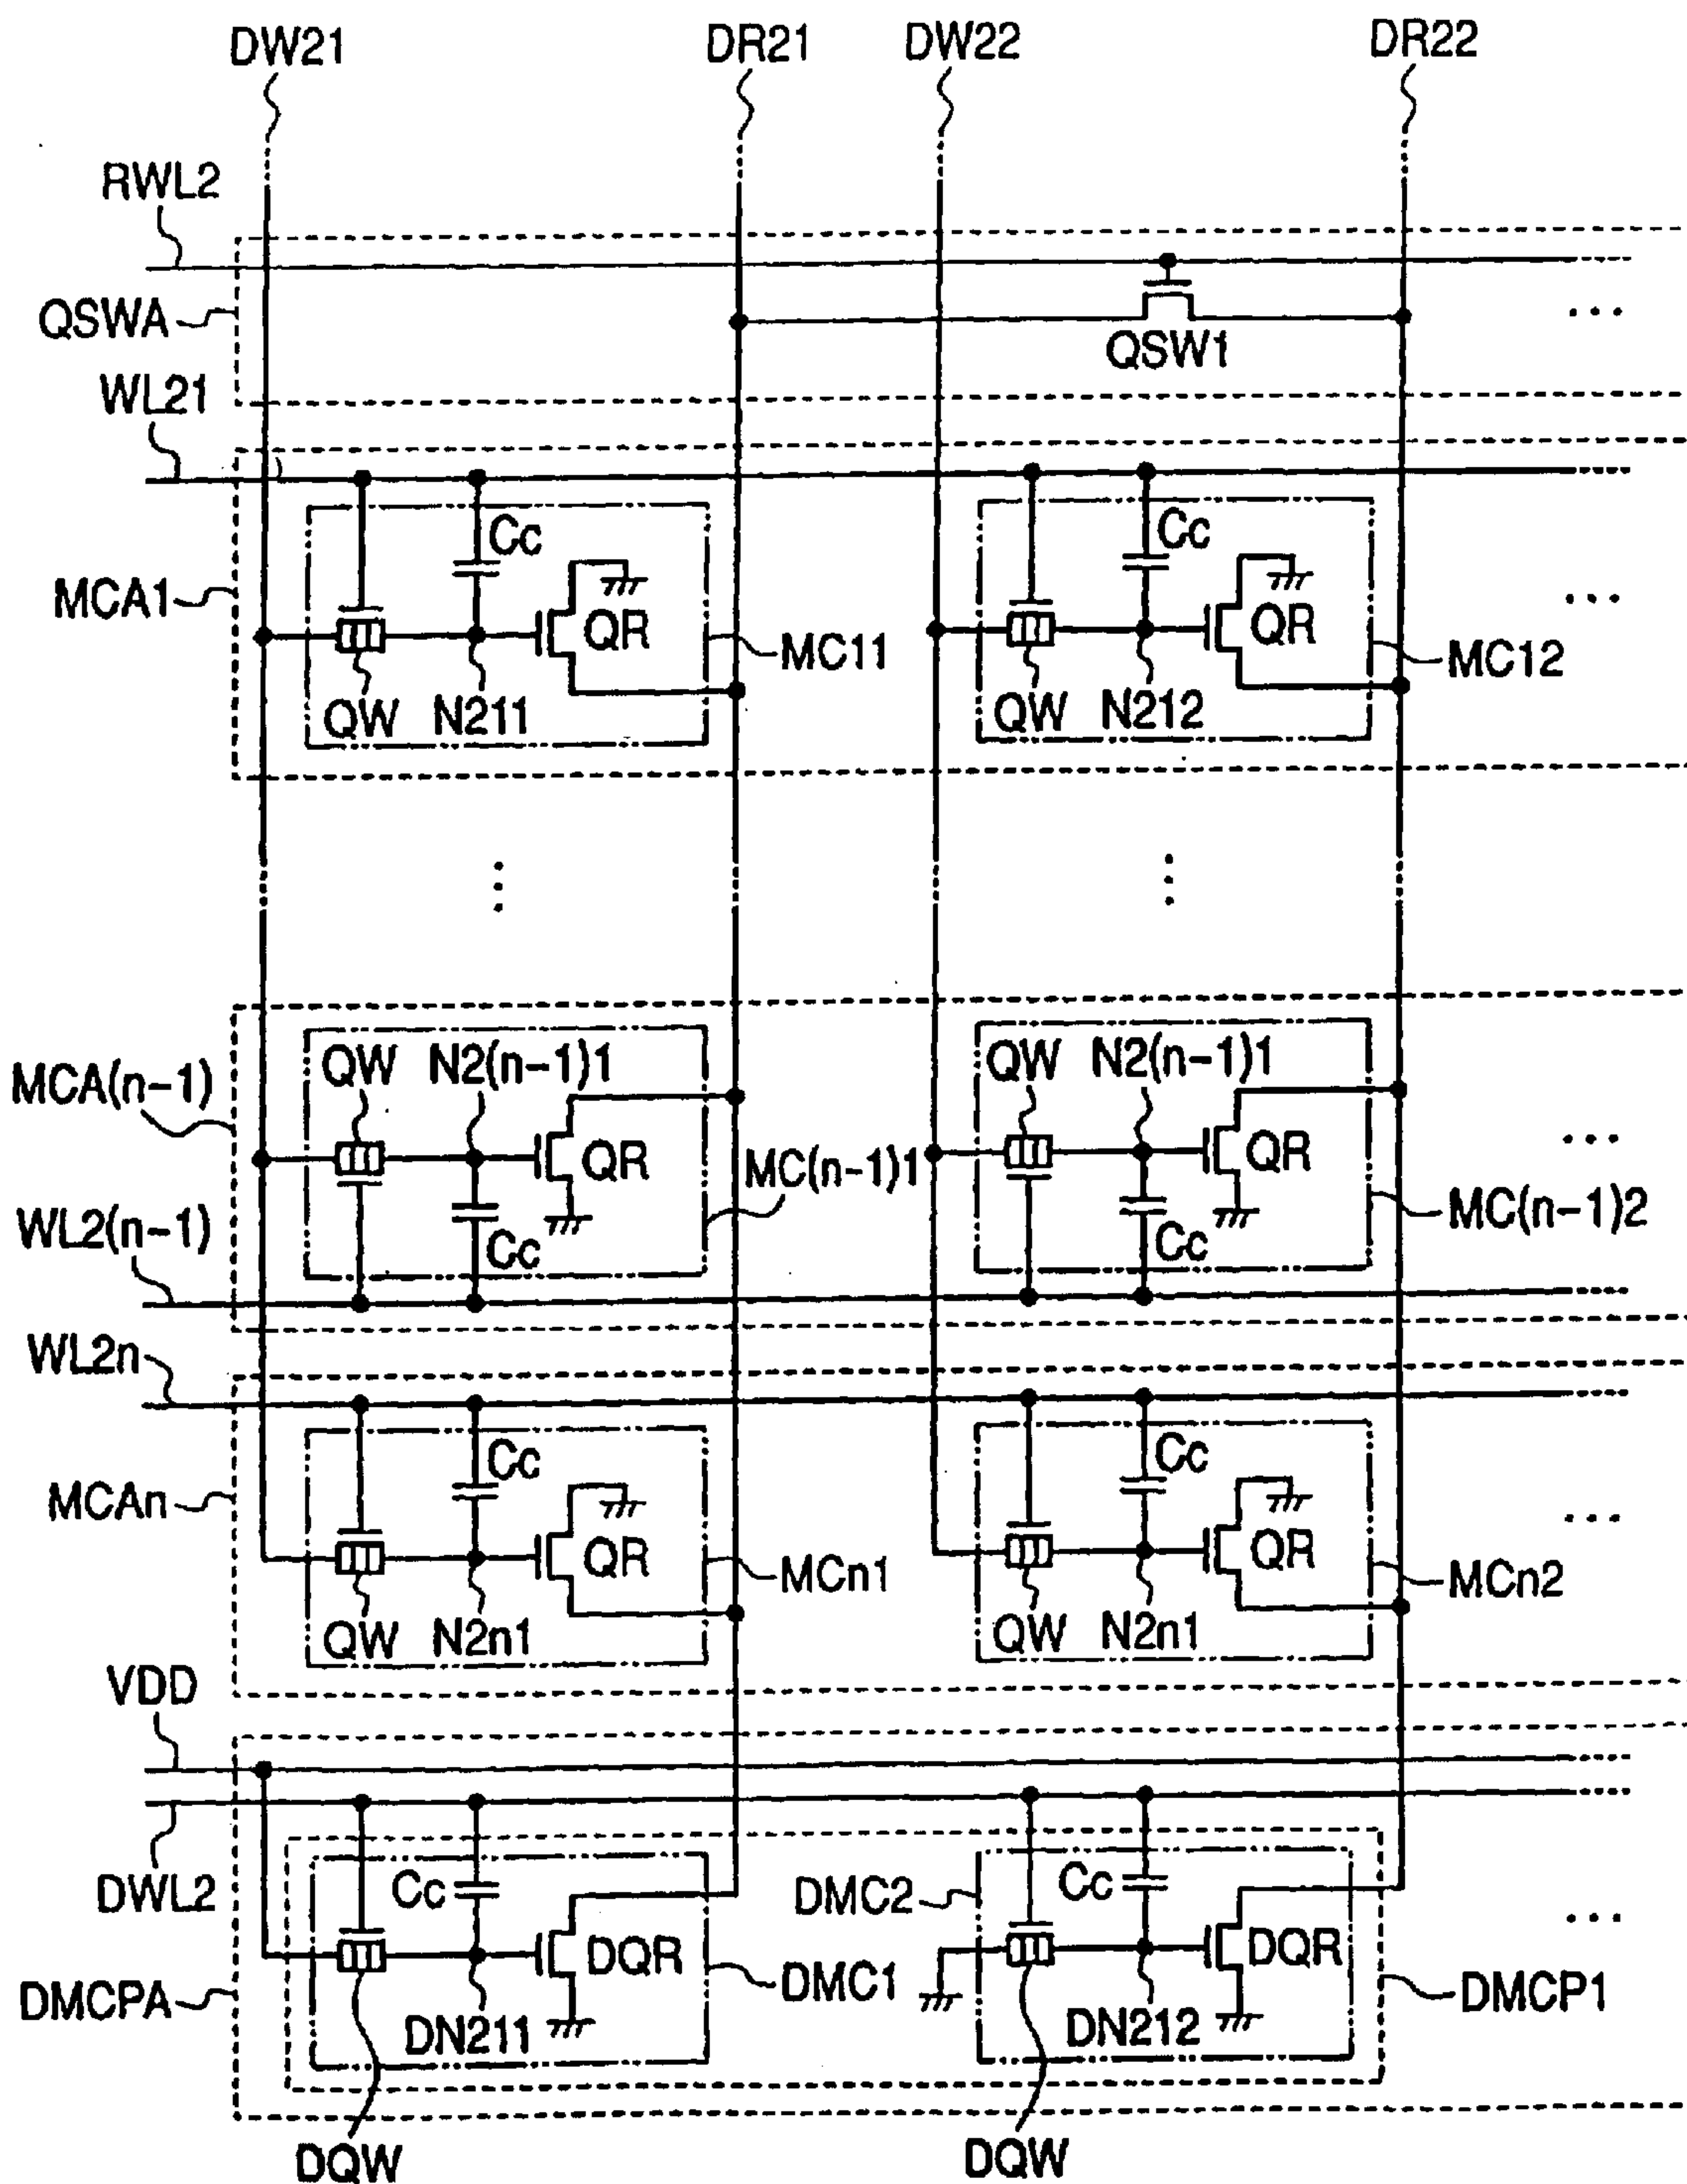 DW21 DR21 DW22 DR22
RWL2
QSWA
QSW1
WL21
Cc Cc
MCA1 QR MC11 QR MC12
QW N211 QW N212
QW N2(n-1)1 QW N2(n-1)1
MCA(n-1)
QR MC(n-1)1 QR
WL2(n-1) MC(n-1)2
Cc Cc
WL2n
Cc Cc
MCAn
QR MCn1 QR MCn2
QW N2n1 QW N2n1
VDD
DWL2 Cc DMC2 Cc
DQR DQR
DMCPA DMC1 DMCP1
DN211 DN212
DQW DQW